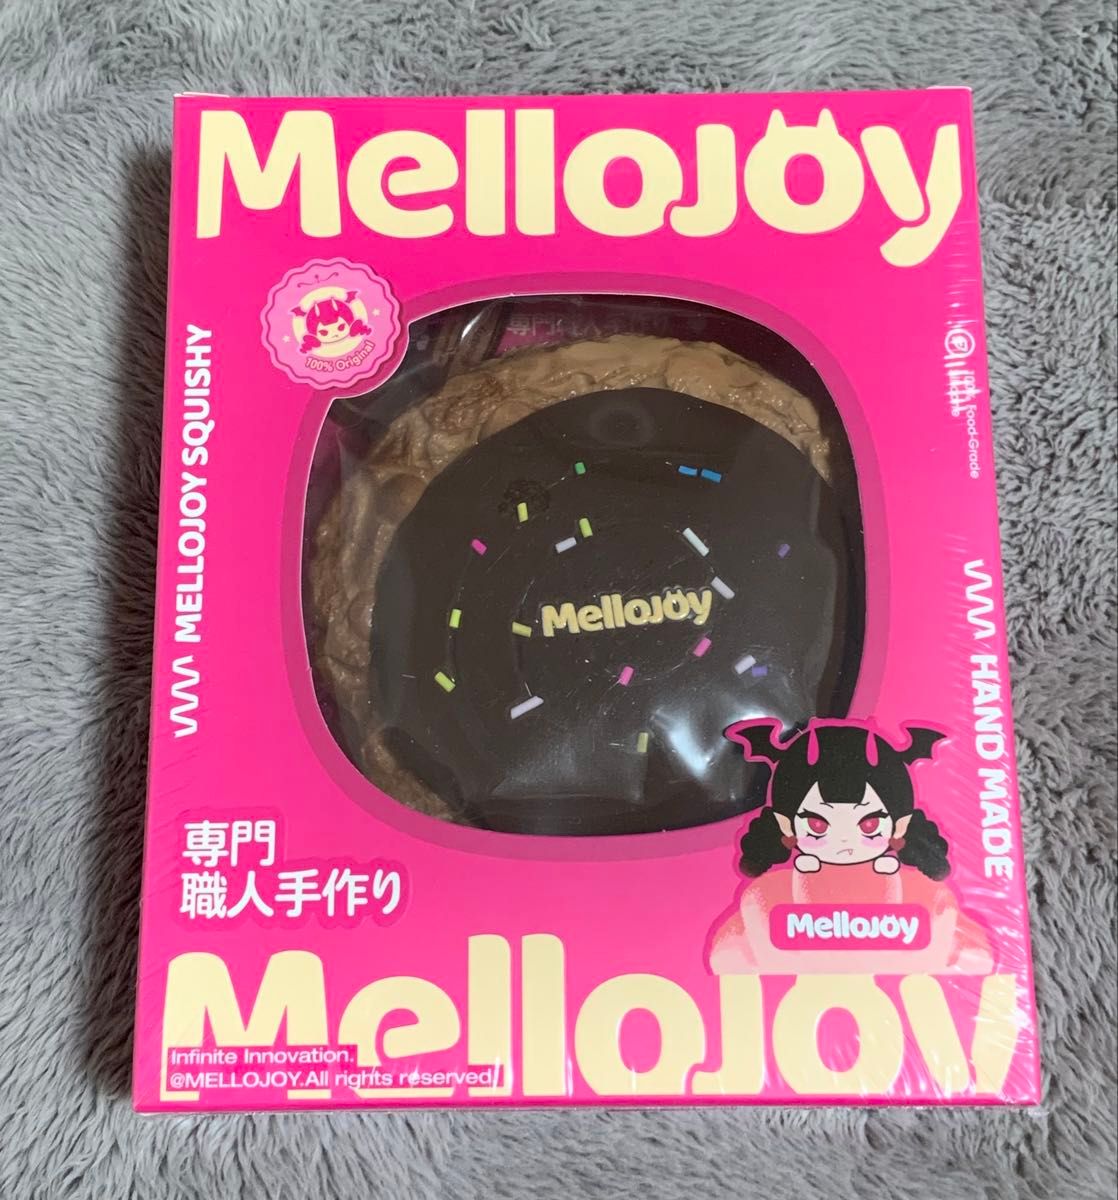 Mellojoy
100% Original
MELLOJOY SQUISHY
100% Food-Grade
HAND MADE
Mellojoy
専門
職人手作り
Mellojoy
Mellojoy
Infinite Innovation.
@MELLOJOY.All rights reserved.